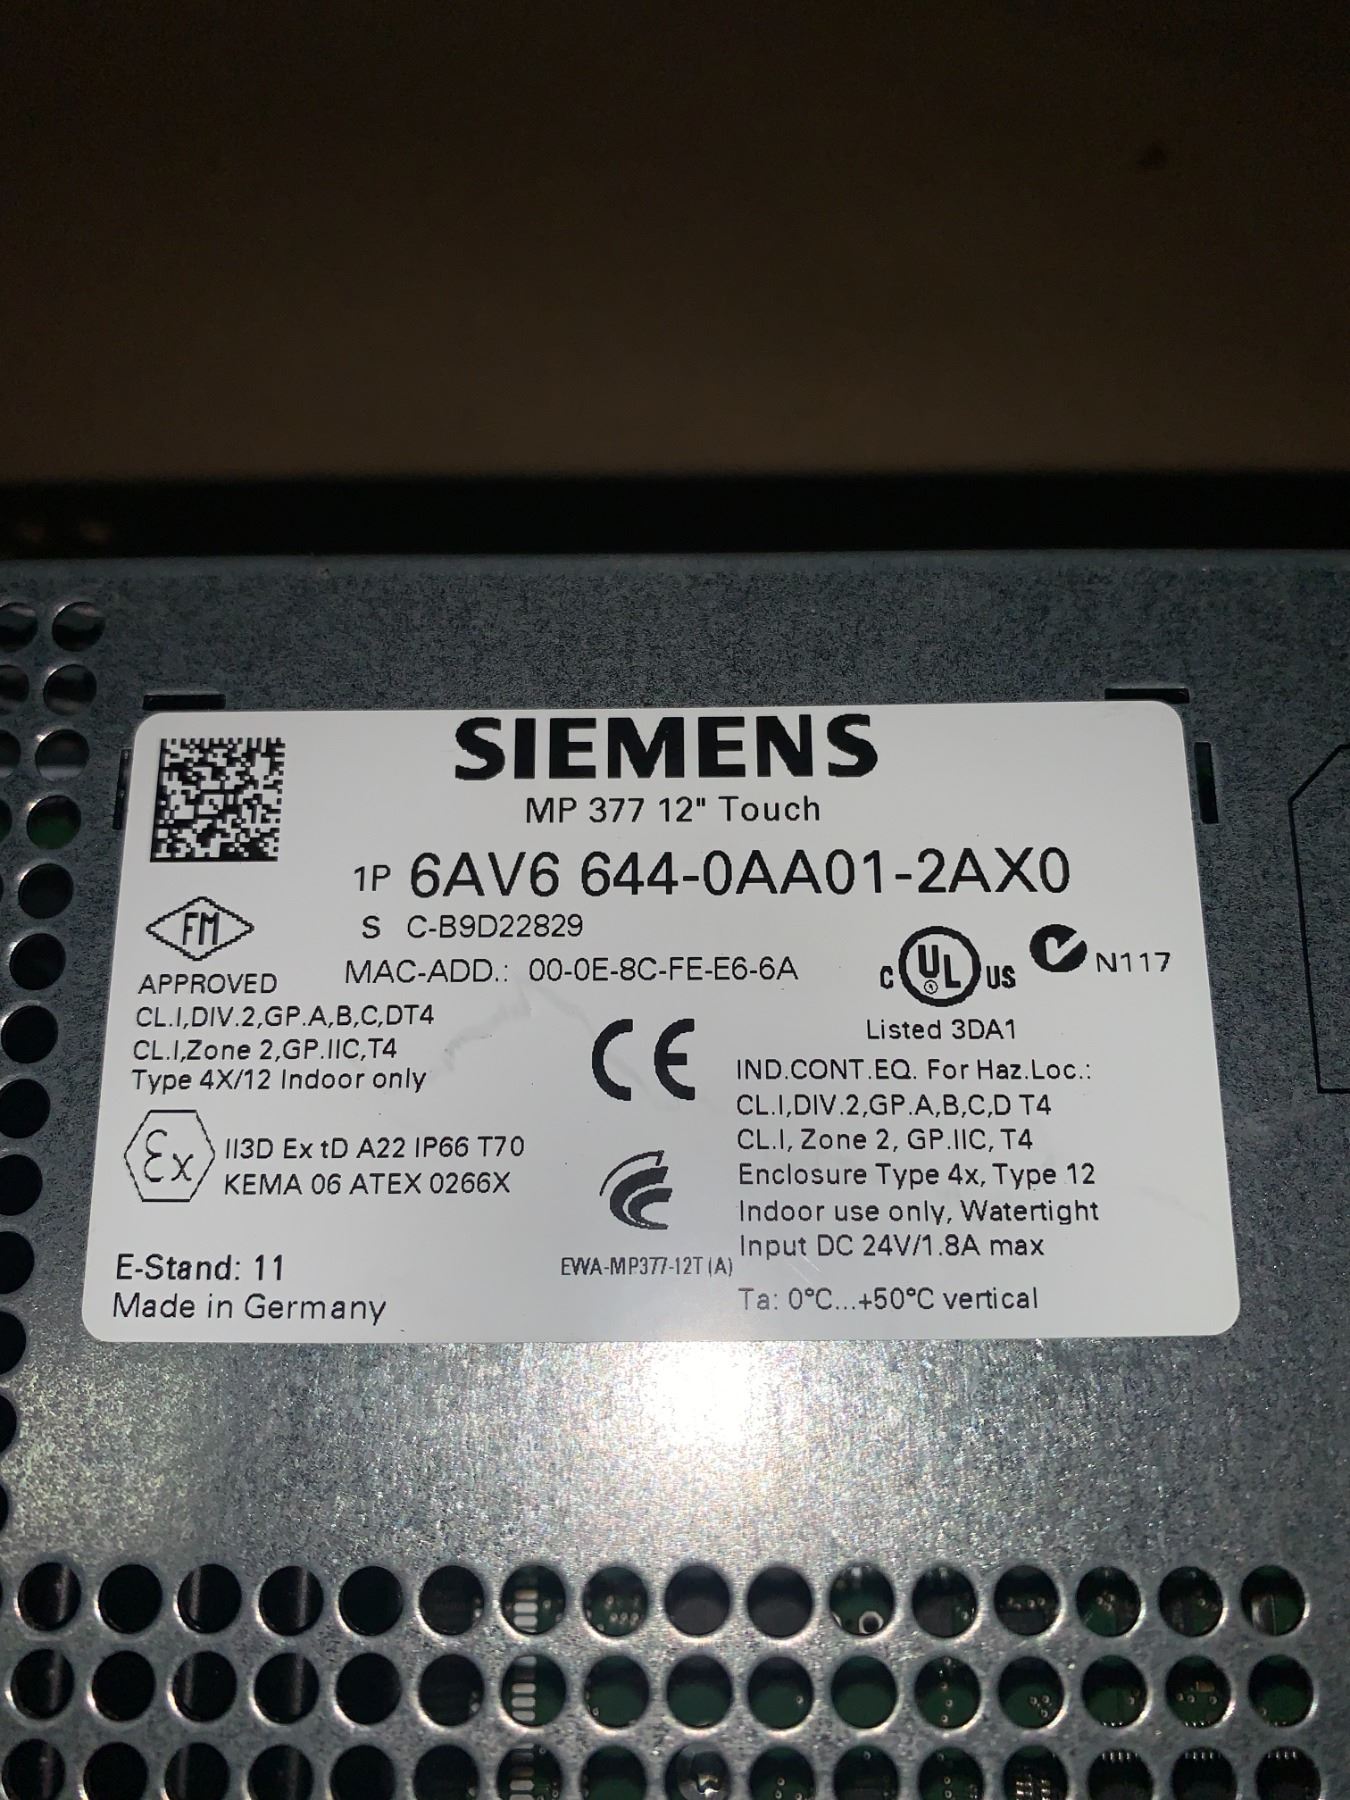 SIEMENS
MP 377 12" Touch
1P 6AV6 644-0AA01-2AX0
S C-B9D22829
MAC-ADD.: 00-0E-8C-FE-E6-6A
FM
APPROVED
CL.I,DIV.2,GP.A,B,C,DT4
CL.I,Zone 2,GP.IIC,T4
Type 4X/12 Indoor only
Ex
II3D Ex tD A22 IP66 T70
KEMA 06 ATEX 0266X
E-Stand: 11
Made in Germany
CE
EWA-MP377-12T(A)
C UL US
N117
Listed 3DA1
IND.CONT.EQ. For Haz.Loc.:
CL.I,DIV.2,GP.A,B,C,D T4
CL.I, Zone 2, GP.IIC, T4
Enclosure Type 4x, Type 12
Indoor use only, Watertight
Input DC 24V/1.8A max
Ta: 0°C...+50°C vertical